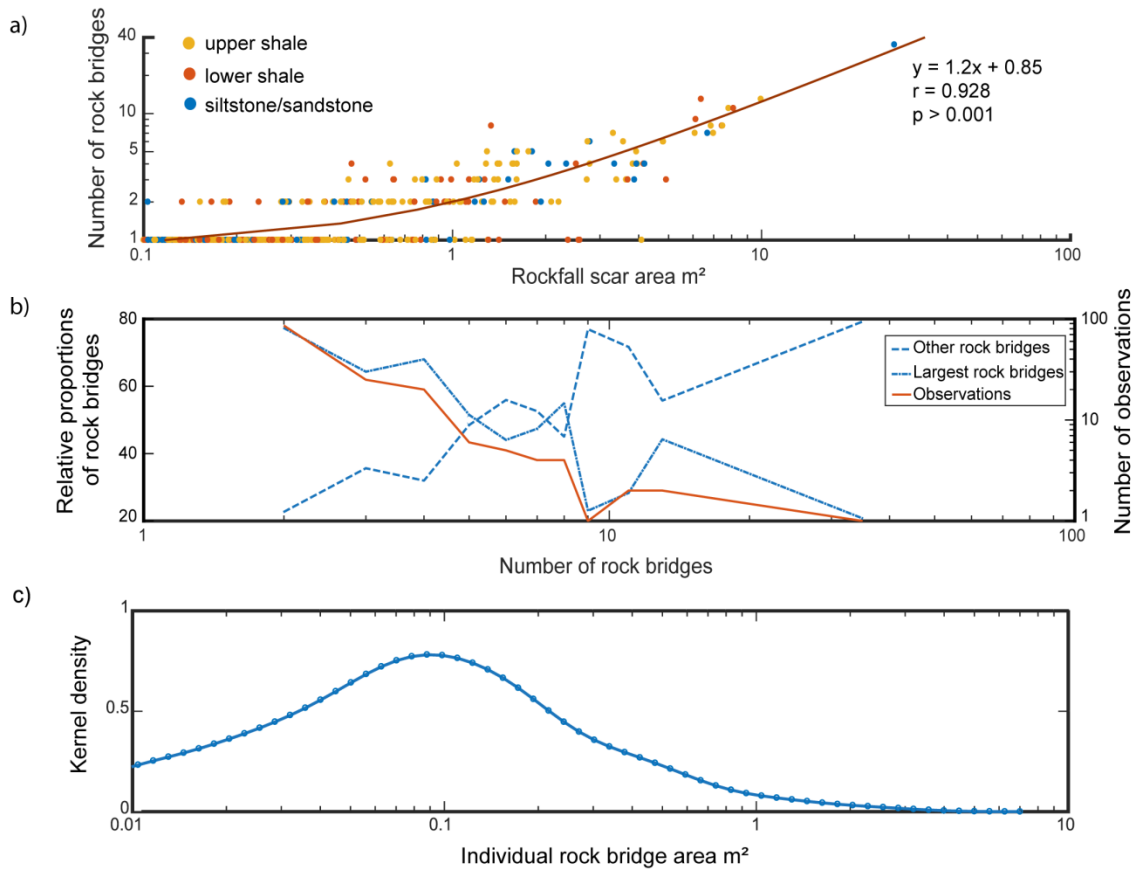 a)
Number of rock bridges
40
10
5
2
1
upper shale
lower shale
siltstone/sandstone
y = 1.2x + 0.85
r = 0.928
p > 0.001
0.1
1
10
100
Rockfall scar area m²
b)
Relative proportions
of rock bridges
80
60
40
20
Other rock bridges
Largest rock bridges
Observations
100
10
1
Number of observations
1
10
100
Number of rock bridges
c)
Kernel density
1
0.5
0
0.01
0.1
1
10
Individual rock bridge area m²